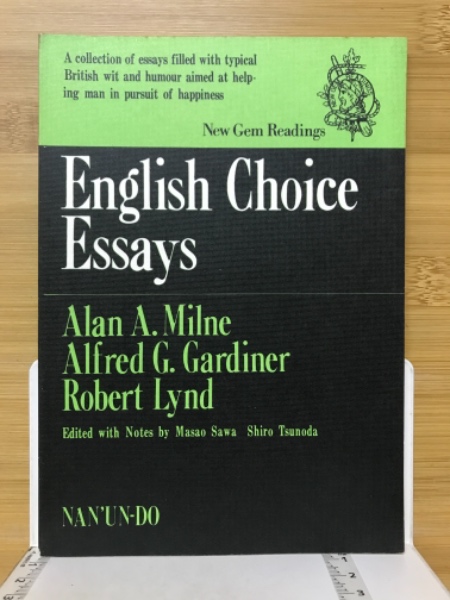 A collection of essays filled with typical
British wit and humour aimed at help-
ing man in pursuit of happiness
New Gem Readings
English Choice
Essays
Alan A. Milne
Alfred G. Gardiner
Robert Lynd
Edited with Notes by Masao Sawa Shiro Tsunoda
NAN'UN-DO